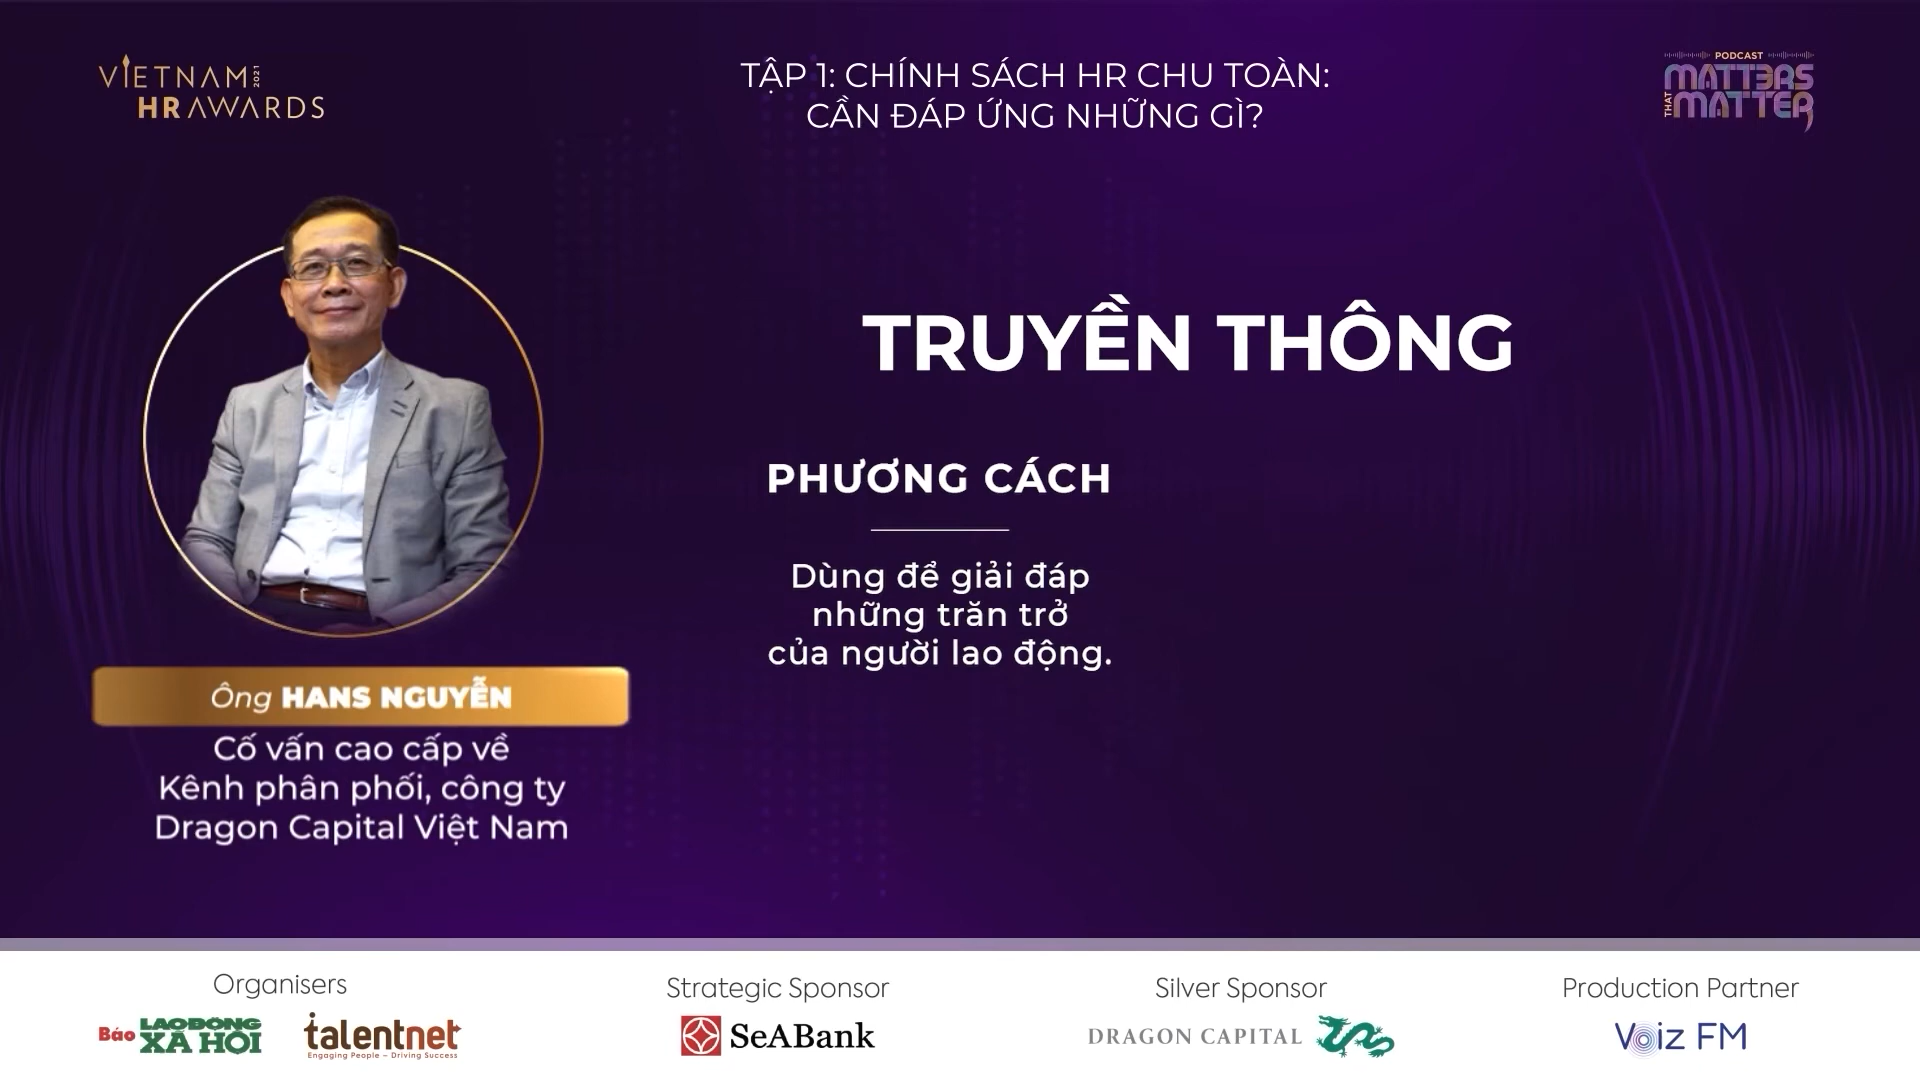 VIETNAM 2021
HR AWARDS
TẬP 1: CHÍNH SÁCH HR CHU TOÀN:
CẦN ĐÁP ỨNG NHỮNG GÌ?
PODCAST
MATTERS
THAT MATTER
TRUYỀN THÔNG
PHƯƠNG CÁCH
Dùng để giải đáp
những trăn trở
của người lao động.
Ông HANS NGUYỄN
Cố vấn cao cấp về
Kênh phân phối, công ty
Dragon Capital Việt Nam
Organisers
Báo LAO ĐỘNG
XÃ HỘI
talentnet
Engaging People – Driving Success
Strategic Sponsor
SeABank
Silver Sponsor
DRAGON CAPITAL
Production Partner
Voiz FM